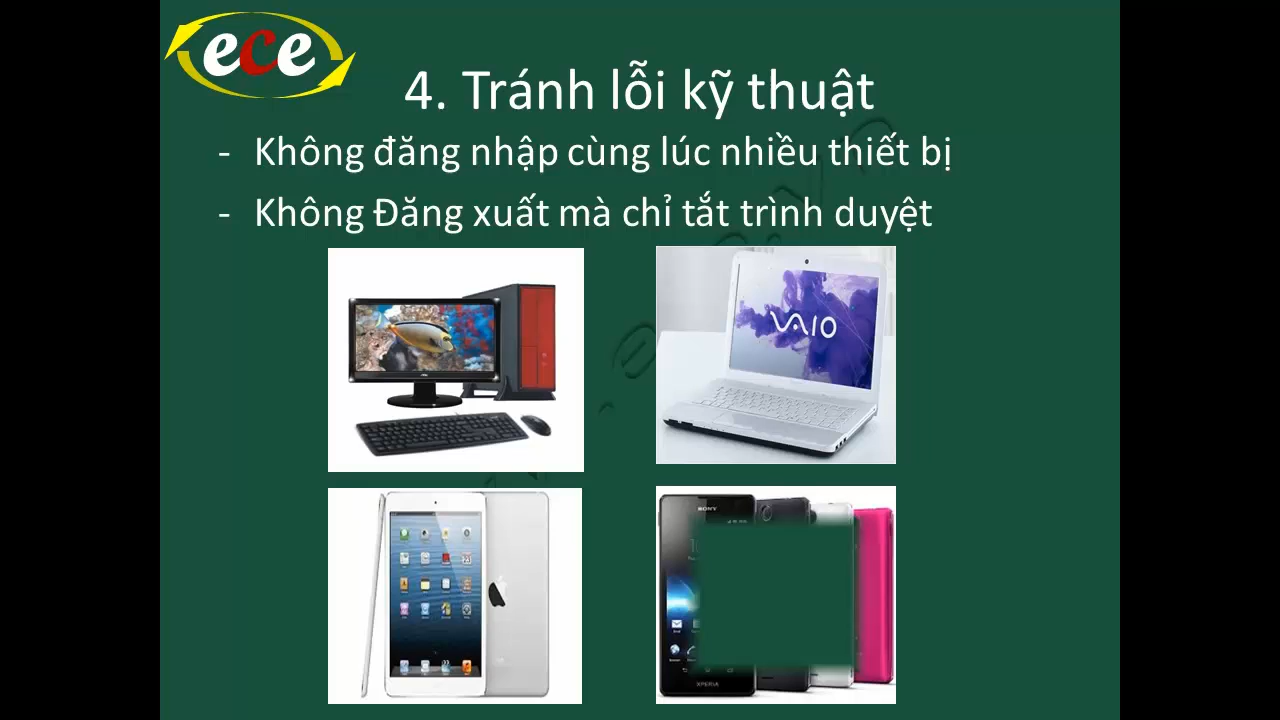 ece
4. Tránh lỗi kỹ thuật
- Không đăng nhập cùng lúc nhiều thiết bị
- Không Đăng xuất mà chỉ tắt trình duyệt
VAIO
SONY
XPERIA